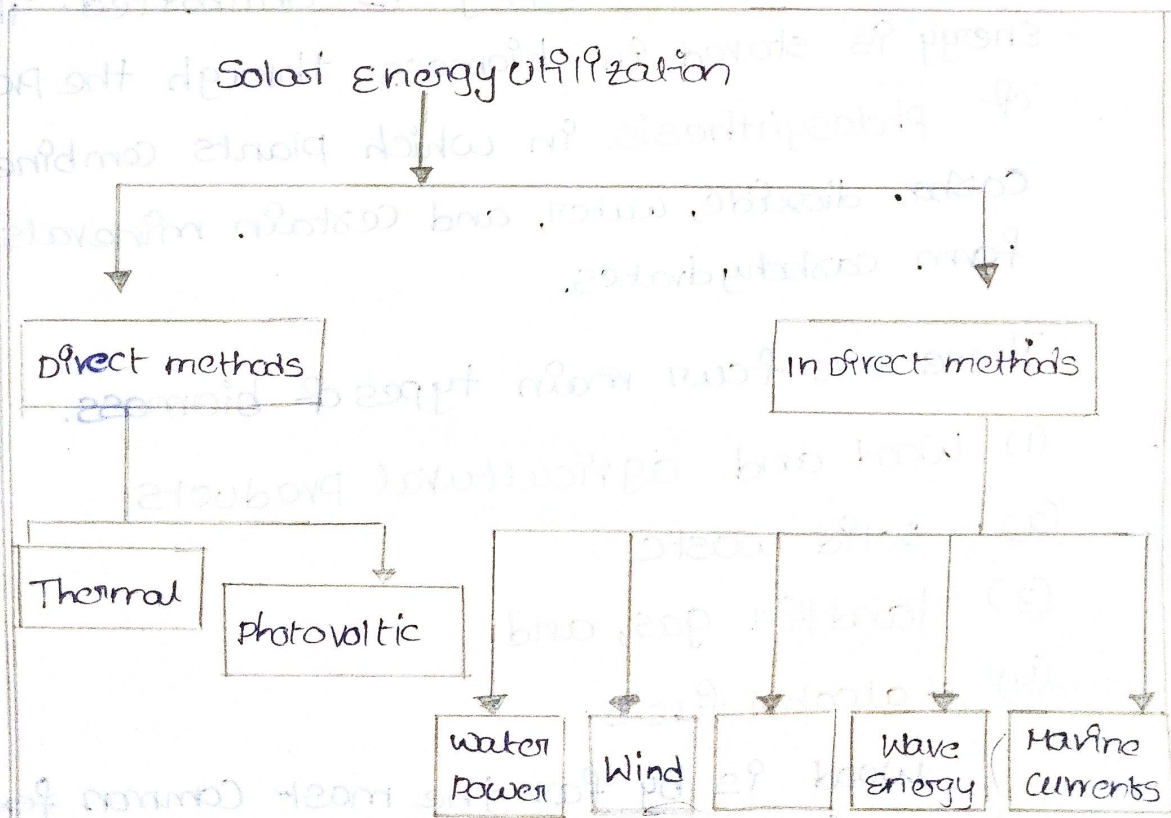 Solar Energy Utilization
Direct methods
In Direct methods
Thermal
Photovoltic
Water
Power
Wind
Wave
Energy
Marine
Currents